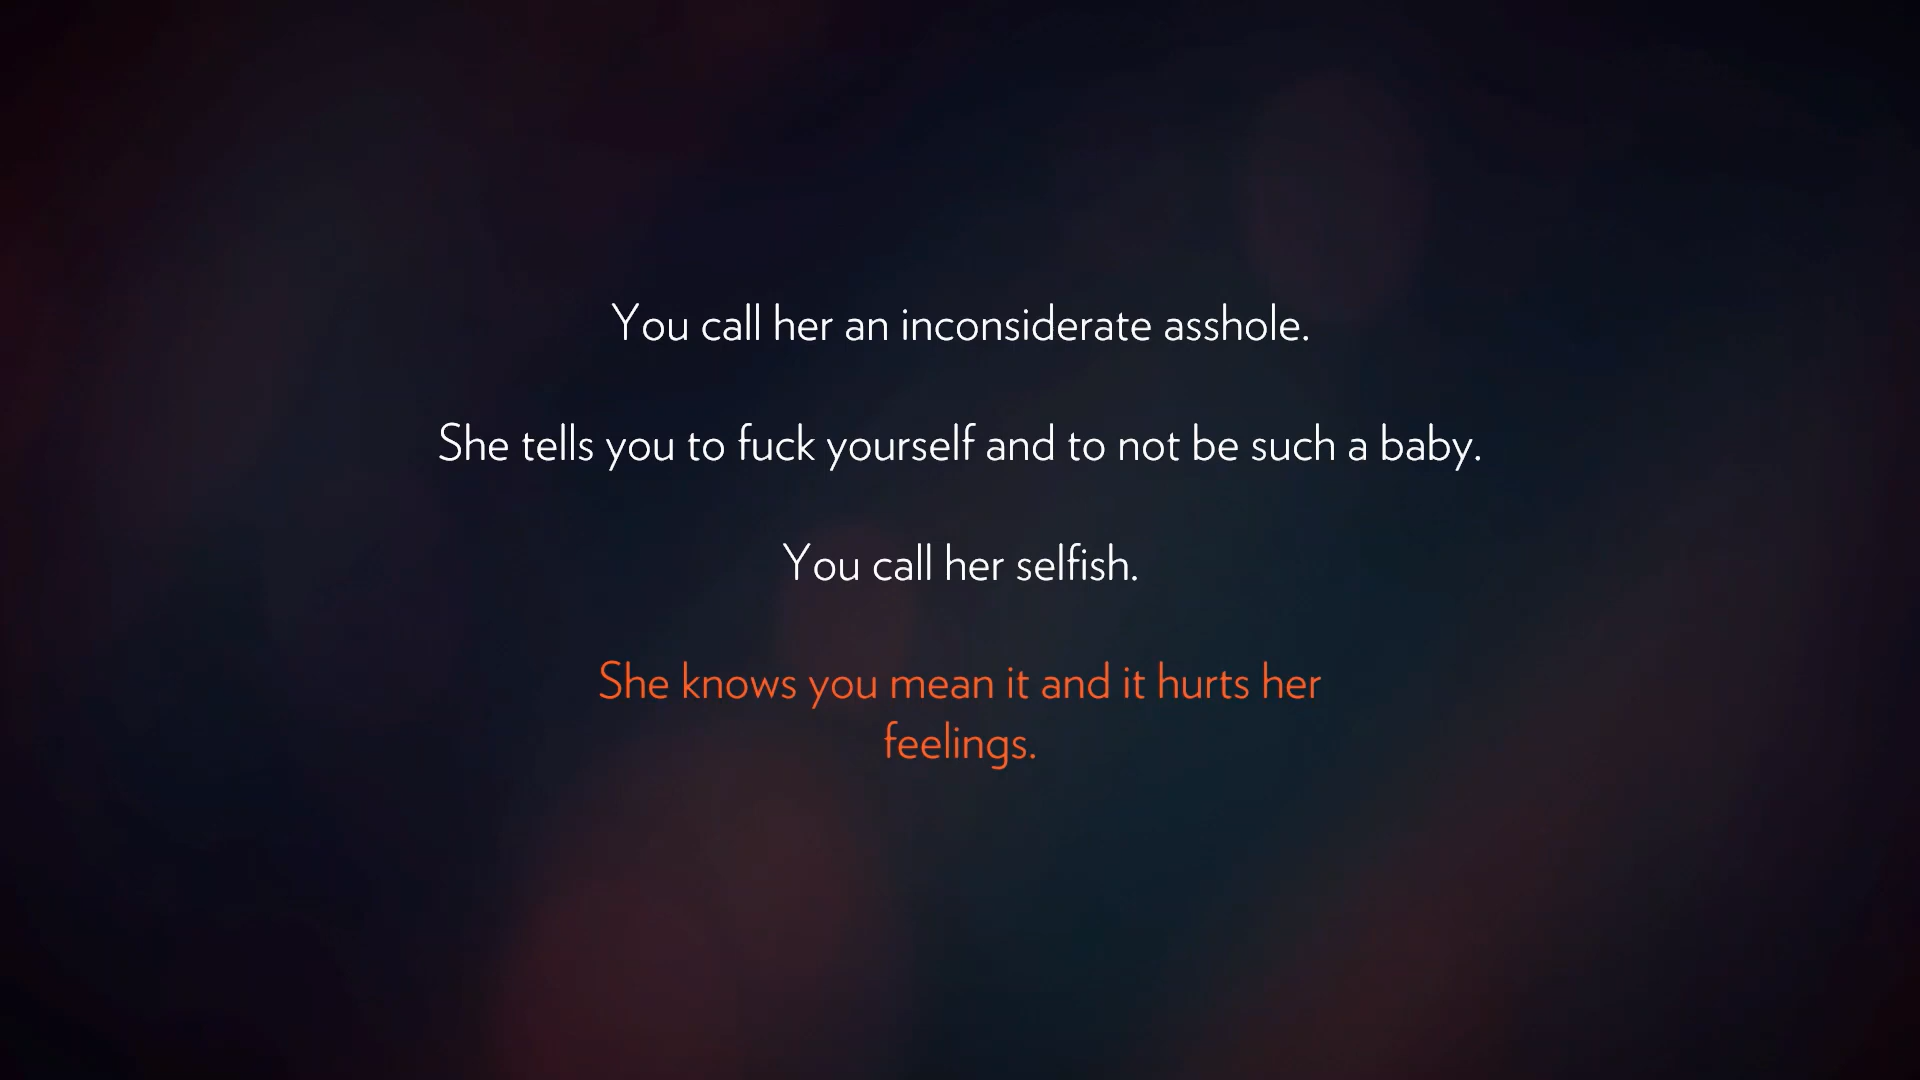 You call her an inconsiderate asshole.
She tells you to fuck yourself and to not be such a baby.
You call her selfish.
She knows you mean it and it hurts her
feelings.